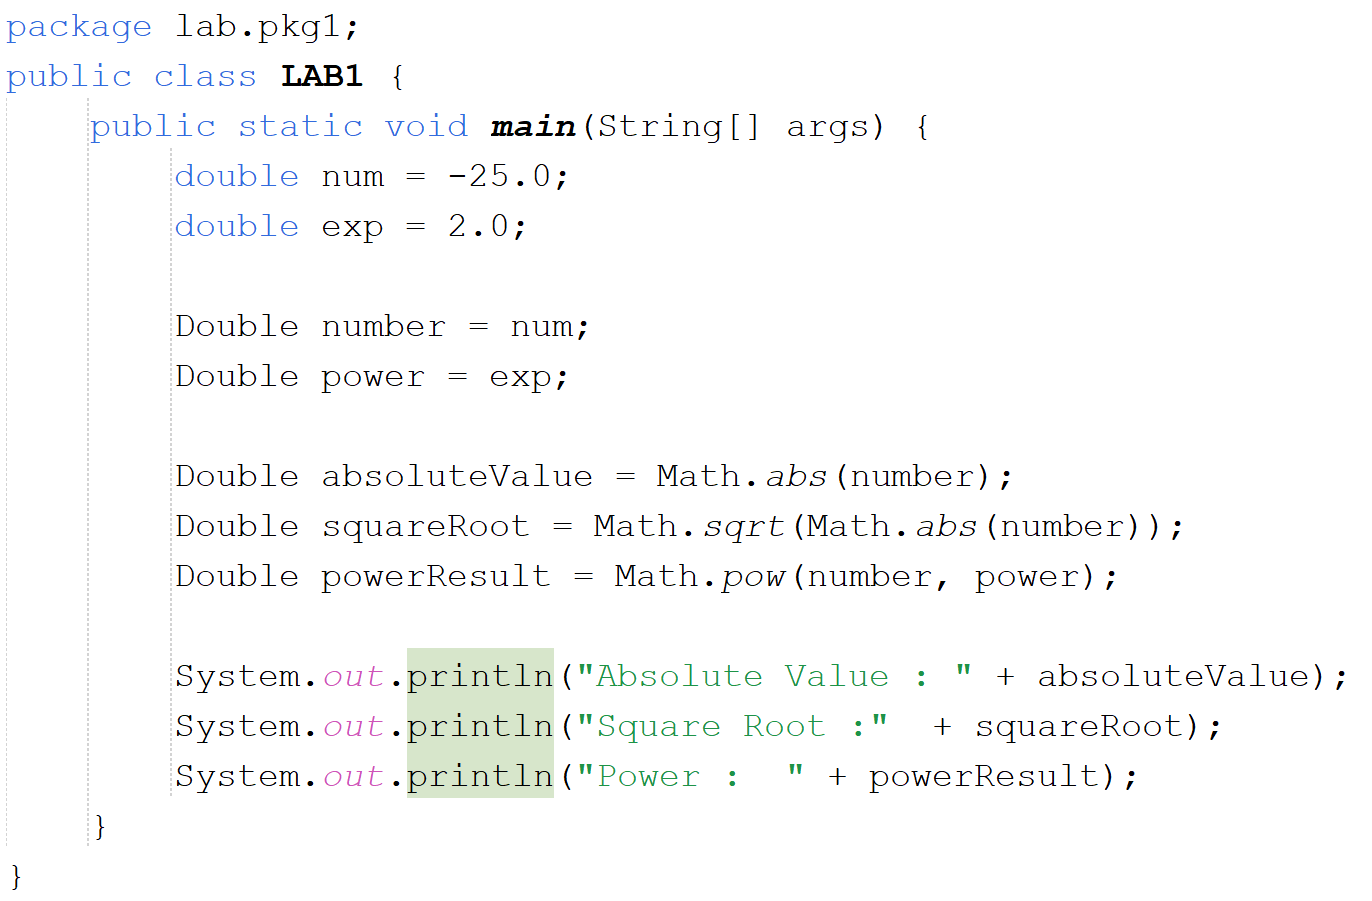 package lab.pkg1;
public class LAB1 {
    public static void main(String[] args) {
        double num = -25.0;
        double exp = 2.0;

        Double number = num;
        Double power = exp;

        Double absoluteValue = Math.abs(number);
        Double squareRoot = Math.sqrt(Math.abs(number));
        Double powerResult = Math.pow(number, power);

        System.out.println("Absolute Value : " + absoluteValue);
        System.out.println("Square Root :"  + squareRoot);
        System.out.println("Power :  " + powerResult);
    }
}